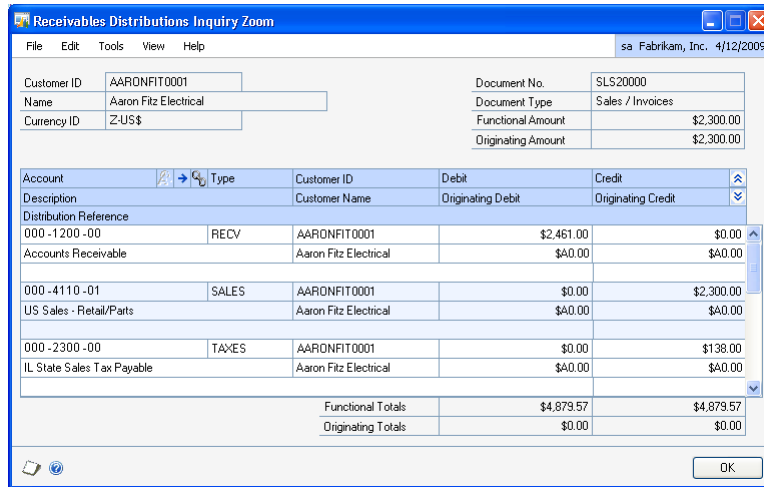 Receivables Distributions Inquiry Zoom
File Edit Tools View Help sa Fabrikam, Inc. 4/12/2009
Customer ID AARONFIT0001 Document No. SLS20000
Name Aaron Fitz Electrical Document Type Sales / Invoices
Currency ID Z-US$ Functional Amount $2,300.00
Originating Amount $2,300.00
Account Type Customer ID Debit Credit
Description Customer Name Originating Debit Originating Credit
Distribution Reference
000 -1200 -00 RECV AARONFIT0001 $2,461.00 $0.00
Accounts Receivable Aaron Fitz Electrical $A0.00 $A0.00
000 -4110 -01 SALES AARONFIT0001 $0.00 $2,300.00
US Sales - Retail/Parts Aaron Fitz Electrical $A0.00 $A0.00
000 -2300 -00 TAXES AARONFIT0001 $0.00 $138.00
IL State Sales Tax Payable Aaron Fitz Electrical $A0.00 $A0.00
Functional Totals $4,879.57 $4,879.57
Originating Totals $0.00 $0.00
OK